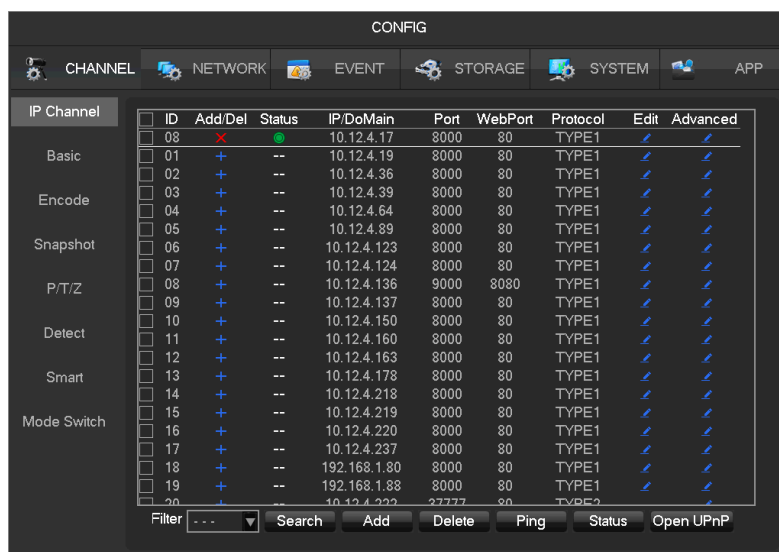 CONFIG
CHANNEL NETWORK EVENT STORAGE SYSTEM APP
IP Channel
Basic
Encode
Snapshot
P/T/Z
Detect
Smart
Mode Switch
ID Add/Del Status IP/DoMain Port WebPort Protocol Edit Advanced
08 10.12.4.17 8000 80 TYPE1
01 -- 10.12.4.19 8000 80 TYPE1
02 -- 10.12.4.36 8000 80 TYPE1
03 -- 10.12.4.39 8000 80 TYPE1
04 -- 10.12.4.64 8000 80 TYPE1
05 -- 10.12.4.89 8000 80 TYPE1
06 -- 10.12.4.123 8000 80 TYPE1
07 -- 10.12.4.124 8000 80 TYPE1
08 -- 10.12.4.136 9000 8080 TYPE1
09 -- 10.12.4.137 8000 80 TYPE1
10 -- 10.12.4.150 8000 80 TYPE1
11 -- 10.12.4.160 8000 80 TYPE1
12 -- 10.12.4.163 8000 80 TYPE1
13 -- 10.12.4.178 8000 80 TYPE1
14 -- 10.12.4.218 8000 80 TYPE1
15 -- 10.12.4.219 8000 80 TYPE1
16 -- 10.12.4.220 8000 80 TYPE1
17 -- 10.12.4.237 8000 80 TYPE1
18 -- 192.168.1.80 8000 80 TYPE1
19 -- 192.168.1.88 8000 80 TYPE1
20 -- 10.12.4.222 37777 80 TYPE2
Filter --- Search Add Delete Ping Status Open UPnP